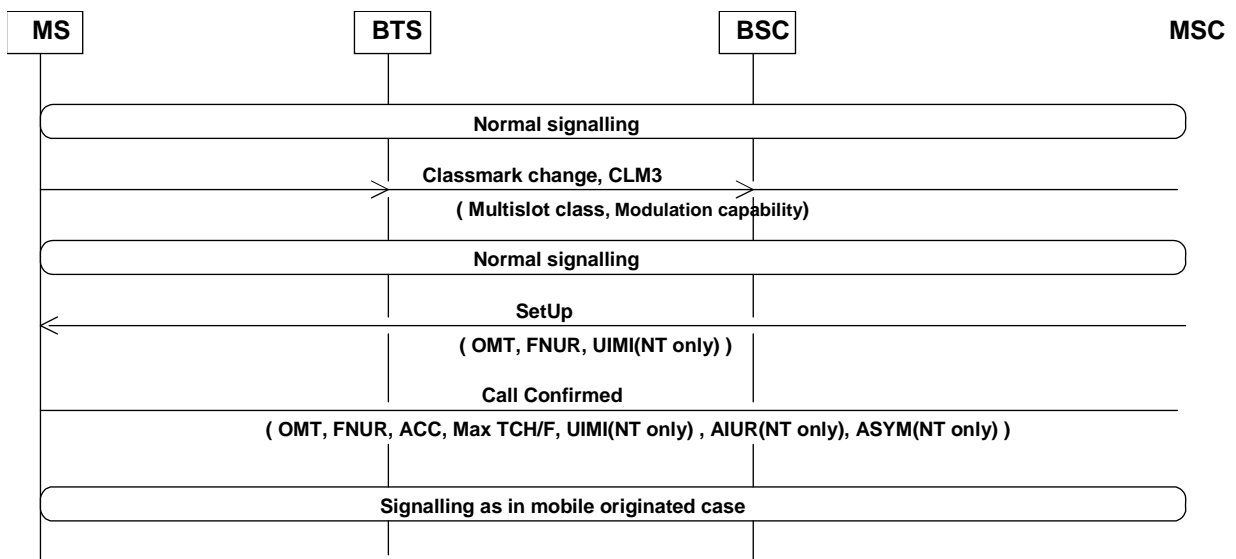 MS BTS BSC MSC
Normal signalling
Classmark change, CLM3
( Multislot class, Modulation capability)
Normal signalling
SetUp
( OMT, FNUR, UIMI(NT only) )
Call Confirmed
( OMT, FNUR, ACC, Max TCH/F, UIMI(NT only) , AIUR(NT only), ASYM(NT only) )
Signalling as in mobile originated case